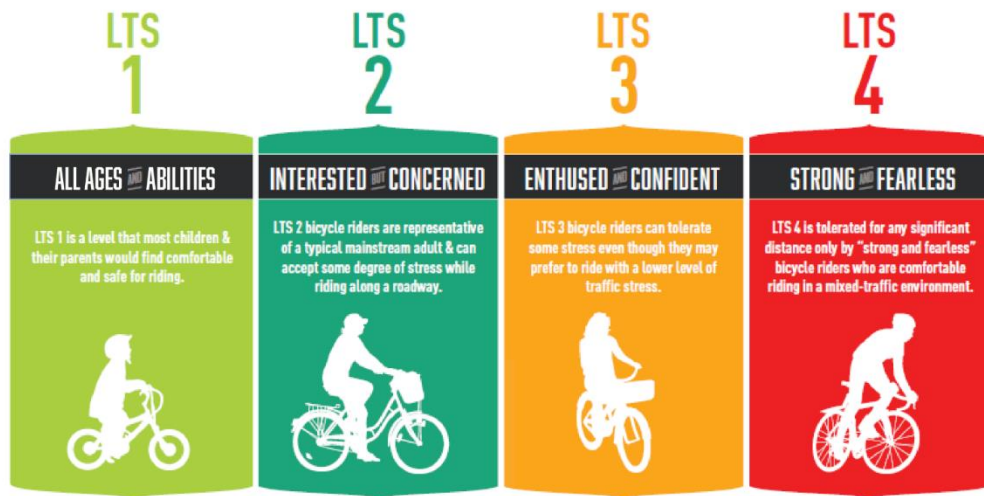 LTS
1
ALL AGES AND ABILITIES
LTS 1 is a level that most children &
their parents would find comfortable
and safe for riding.
LTS
2
INTERESTED BUT CONCERNED
LTS 2 bicycle riders are representative
of a typical mainstream adult & can
accept some degree of stress while
riding along a roadway.
LTS
3
ENTHUSED AND CONFIDENT
LTS 3 bicycle riders can tolerate
some stress even though they may
prefer to ride with a lower level of
traffic stress.
LTS
4
STRONG AND FEARLESS
LTS 4 is tolerated for any significant
distance only by “strong and fearless”
bicycle riders who are comfortable
riding in a mixed-traffic environment.